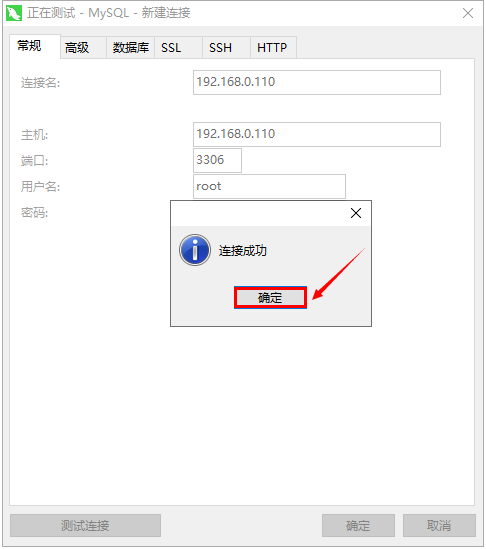 正在测试 - MySQL - 新建连接
常规 高级 数据库 SSL SSH HTTP
连接名: 192.168.0.110
主机: 192.168.0.110
端口: 3306
用户名: root
密码:
连接成功
确定
测试连接 确定 取消